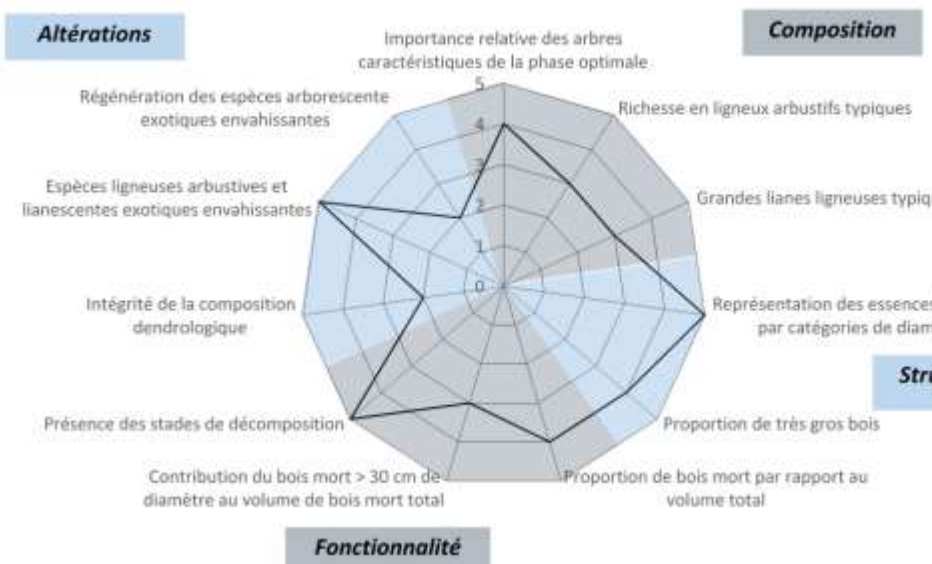 Altérations
Composition
Importance relative des arbres
caractéristiques de la phase optimale
Régénération des espèces arborescente
exotiques envahissantes
Richesse en ligneux arbustifs typiques
Espèces ligneuses arbustives et
lianescentes exotiques envahissantes
Grandes lianes ligneuses typiq
5
4
3
2
1
0
Intégrité de la composition
dendrologique
Représentation des essences
par catégories de diam
Stru
Présence des stades de décomposition
Proportion de très gros bois
Contribution du bois mort > 30 cm de
diamètre au volume de bois mort total
Proportion de bois mort par rapport au
volume total
Fonctionnalité